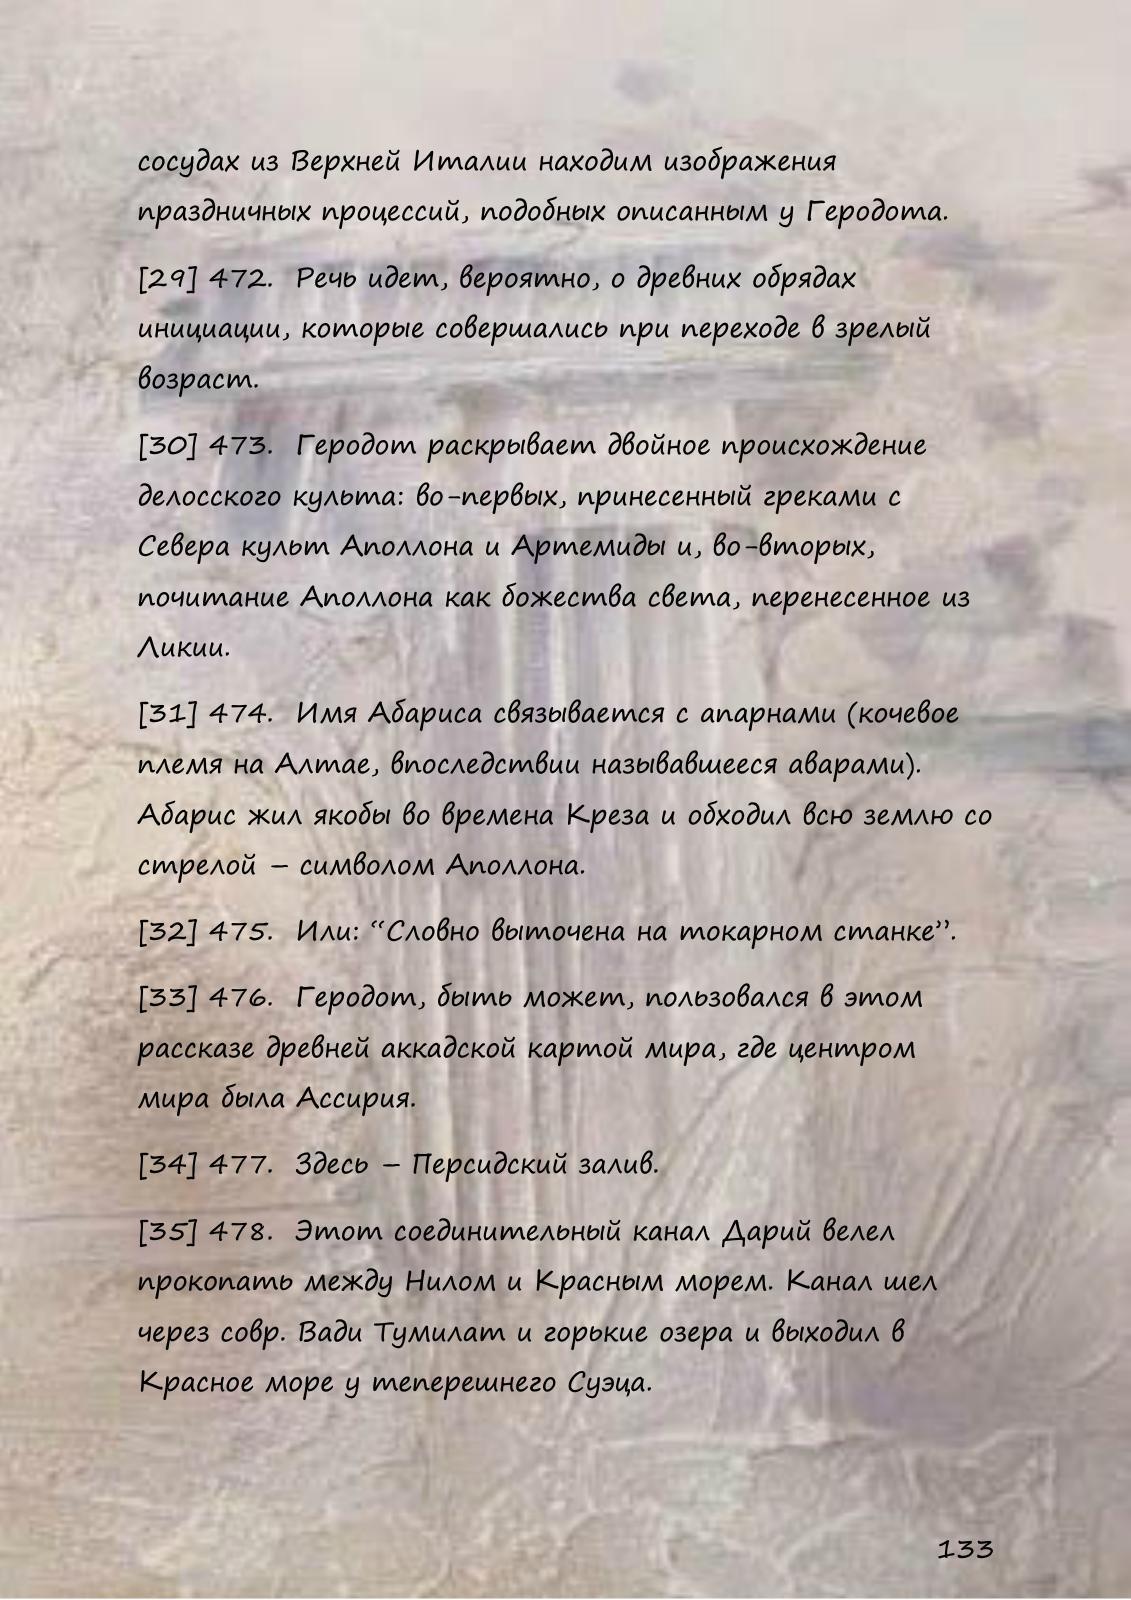 сосудах из Верхней Италии находим изображения
праздничных процессий, подобных описанным у Геродота.
[29] 472.  Речь идет, вероятно, о древних обрядах
инициации, которые совершались при переходе в зрелый
возраст.
[30] 473.  Геродот раскрывает двойное происхождение
делосского культа: во-первых, принесенный греками с
Севера культ Аполлона и Артемиды и, во-вторых,
почитание Аполлона как божества света, перенесенное из
Ликии.
[31] 474.  Имя Абариса связывается с апарнами (кочевое
племя на Алтае, впоследствии называвшееся аварами).
Абарис жил якобы во времена Креза и обходил всю землю со
стрелой – символом Аполлона.
[32] 475.  Или: “Словно выточена на токарном станке”.
[33] 476.  Геродот, быть может, пользовался в этом
рассказе древней аккадской картой мира, где центром
мира была Ассирия.
[34] 477.  Здесь – Персидский залив.
[35] 478.  Этот соединительный канал Дарий велел
прокопать между Нилом и Красным морем. Канал шел
через совр. Вади Тумилат и горькие озера и выходил в
Красное море у теперешнего Суэца.
133